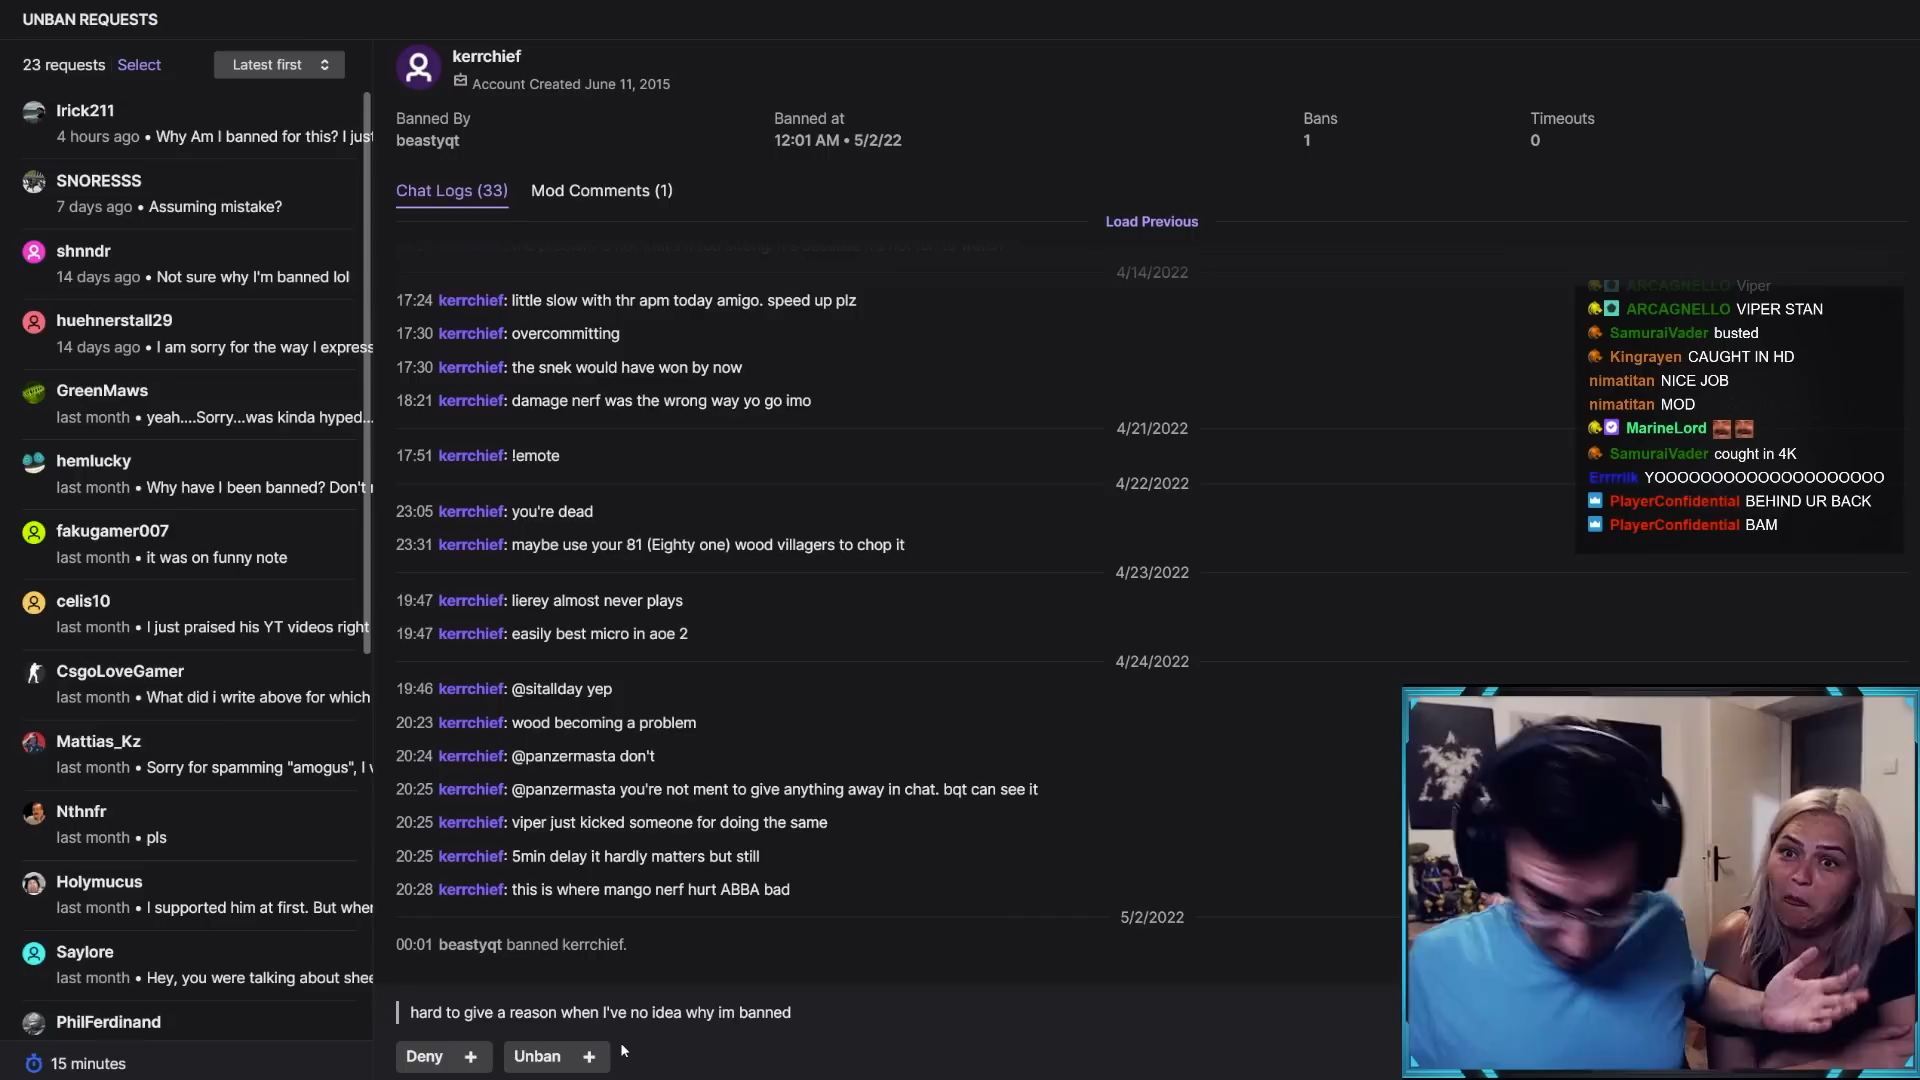 UNBAN REQUESTS
23 requests Select
Latest first
Irick211
4 hours ago • Why Am I banned for this? I just
SNORESSS
7 days ago • Assuming mistake?
shnndr
14 days ago • Not sure why I'm banned lol
huehnerstall29
14 days ago • I am sorry for the way I express
GreenMaws
last month • yeah....Sorry...was kinda hyped...
hemlucky
last month • Why have I been banned? Don't
fakugamer007
last month • it was on funny note
celis10
last month • I just praised his YT videos right
CsgoLoveGamer
last month • What did i write above for which
Mattias_Kz
last month • Sorry for spamming "amogus", I
Nthnfr
last month • pls
Holymucus
last month • I supported him at first. But when
Saylore
last month • Hey, you were talking about shee
PhilFerdinand
15 minutes
kerrchief
Account Created June 11, 2015
Banned By
beastyqt
Banned at
12:01 AM • 5/2/22
Bans
1
Timeouts
0
Chat Logs (33)
Mod Comments (1)
Load Previous
4/14/2022
17:24 kerrchief: little slow with thr apm today amigo. speed up plz
17:30 kerrchief: overcommitting
17:30 kerrchief: the snek would have won by now
18:21 kerrchief: damage nerf was the wrong way yo go imo
4/21/2022
17:51 kerrchief: !emote
4/22/2022
23:05 kerrchief: you're dead
23:31 kerrchief: maybe use your 81 (Eighty one) wood villagers to chop it
4/23/2022
19:47 kerrchief: lierey almost never plays
19:47 kerrchief: easily best micro in aoe 2
4/24/2022
19:46 kerrchief: @sitallday yep
20:23 kerrchief: wood becoming a problem
20:24 kerrchief: @panzermasta don't
20:25 kerrchief: @panzermasta you're not ment to give anything away in chat. bqt can see it
20:25 kerrchief: viper just kicked someone for doing the same
20:25 kerrchief: 5min delay it hardly matters but still
20:28 kerrchief: this is where mango nerf hurt ABBA bad
5/2/2022
00:01 beastyqt banned kerrchief.
hard to give a reason when I've no idea why im banned
Deny +
Unban +
ARCAGNELLO Viper
ARCAGNELLO VIPER STAN
SamuraiVader busted
Kingrayen CAUGHT IN HD
nimatitan NICE JOB
nimatitan MOD
MarineLord
SamuraiVader cought in 4K
Errrriik YOOOOOOOOOOOOOOOOOOO
PlayerConfidential BEHIND UR BACK
PlayerConfidential BAM